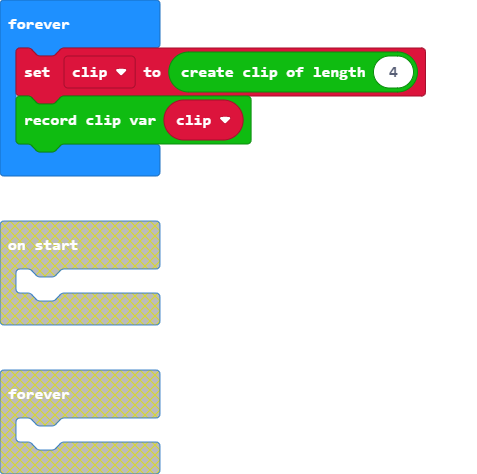 forever
set clip to create clip of length 4
record clip var clip
on start
forever